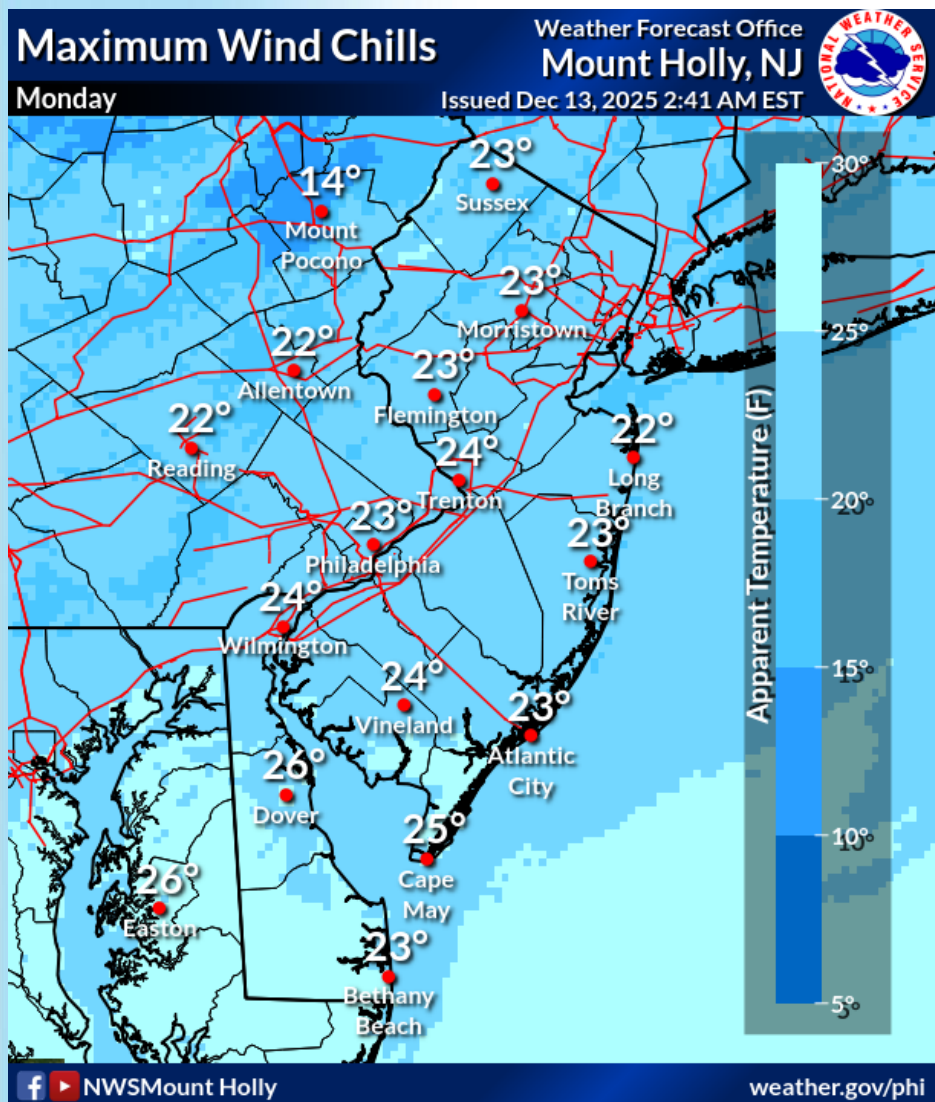 Maximum Wind Chills
Monday
Weather Forecast Office
Mount Holly, NJ
Issued Dec 13, 2025 2:41 AM EST
NATIONAL WEATHER SERVICE
14°
Mount
Pocono
23°
Sussex
23°
Morristown
22°
Allentown
23°
Flemington
22°
Reading
24°
Trenton
22°
Long
Branch
23°
Philadelphia
23°
Toms
River
24°
Wilmington
24°
Vineland
23°
Atlantic
City
26°
Dover
25°
Cape
May
26°
Easton
23°
Bethany
Beach
Apparent Temperature (F)
30°
25°
20°
15°
10°
5°
NWSMount Holly
weather.gov/phi